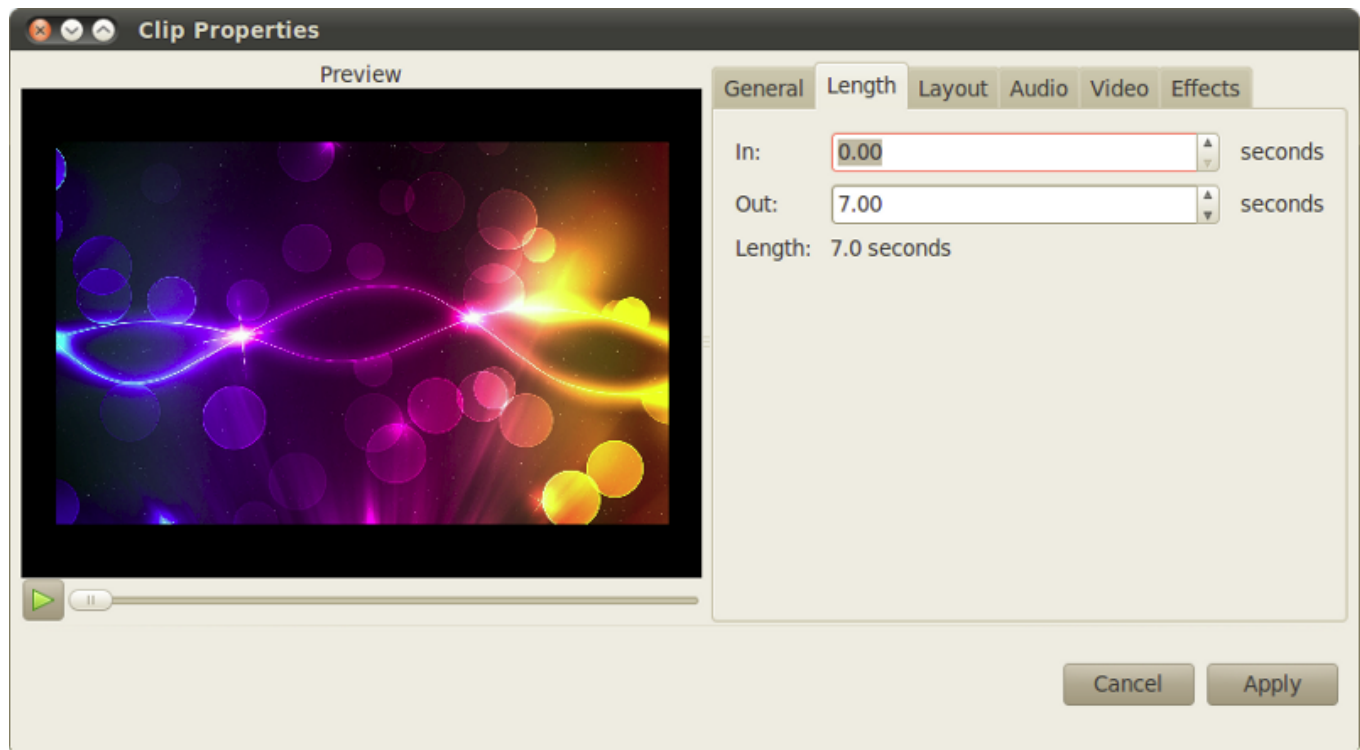 Clip Properties
Preview
General Length Layout Audio Video Effects
In: 0.00 seconds
Out: 7.00 seconds
Length: 7.0 seconds
Cancel Apply